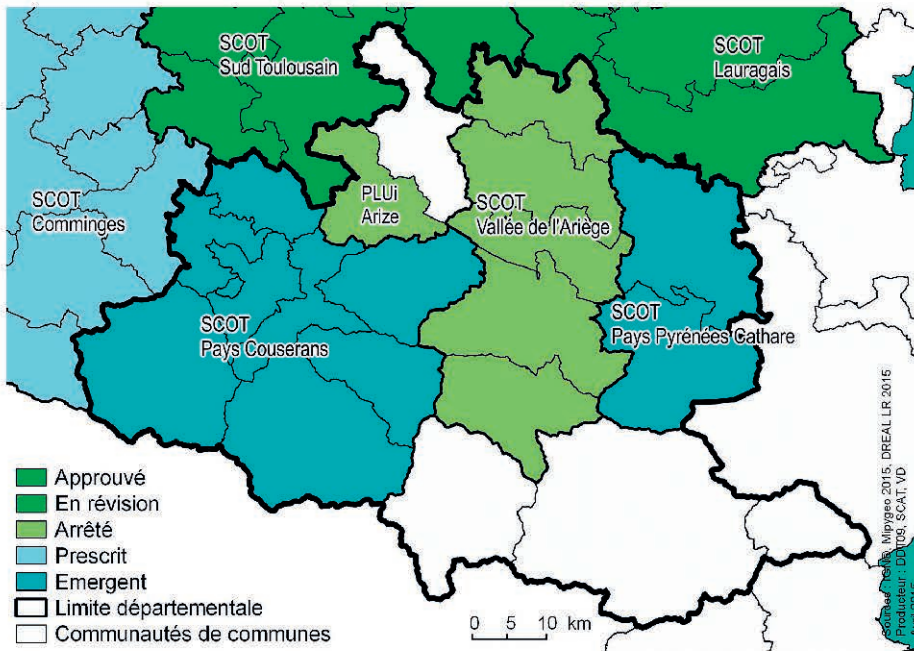 SCOT
Sud Toulousain
SCOT
Lauragais
SCOT
Comminges
PLUi
Arize
SCOT
Vallée de l'Ariège
SCOT
Pays Couserans
SCOT
Pays Pyrénées Cathare
Approuvé
En révision
Arrêté
Prescrit
Emergent
Limite départementale
Communautés de communes
0 5 10 km
Sources : IGN®, Mipygeo 2015, DREAL LR 2015
Producteur : DDT09, SCAT, VD